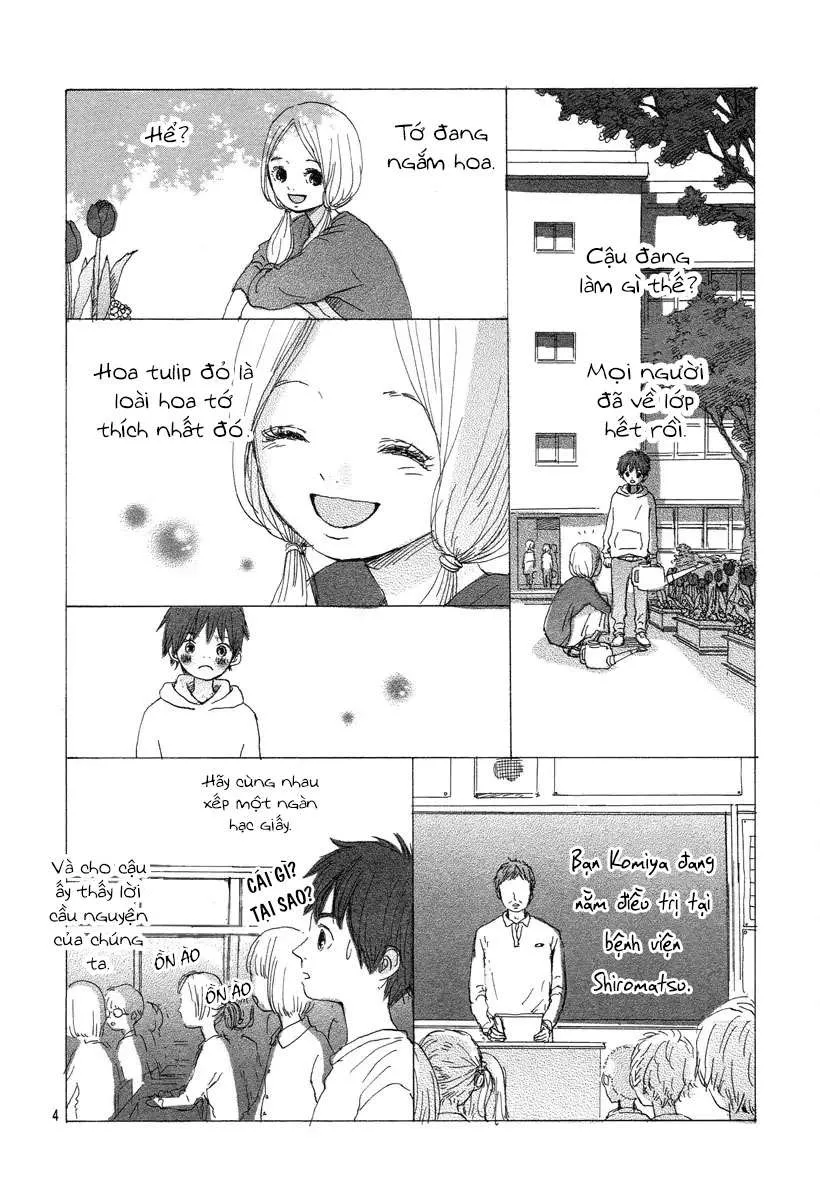 Cậu đang
làm gì thế?
Mọi người
đã về lớp
hết rồi.
Hể?
Tớ đang
ngắm hoa.
Hoa tulip đỏ là
loài hoa tớ
thích nhất đó.
Bạn Komiya đang
nằm điều trị tại
bệnh viện
Shiromatsu.
Hãy cùng nhau
xếp một ngàn
hạc giấy.
CÁI GÌ?
TẠI SAO?
Và cho cậu
ấy thấy lời
cầu nguyện
của chúng
ta.
ỒN ÀO
ỒN ÀO
4